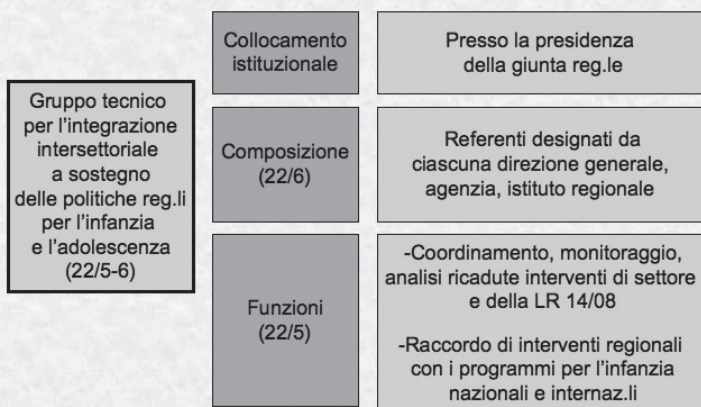 Gruppo tecnico
per l'integrazione
intersettoriale
a sostegno
delle politiche reg.li
per l'infanzia
e l'adolescenza
(22/5-6)
Collocamento
istituzionale
Presso la presidenza
della giunta reg.le
Composizione
(22/6)
Referenti designati da
ciascuna direzione generale,
agenzia, istituto regionale
Funzioni
(22/5)
-Coordinamento, monitoraggio,
analisi ricadute interventi di settore
e della LR 14/08
-Raccordo di interventi regionali
con i programmi per l'infanzia
nazionali e internaz.li